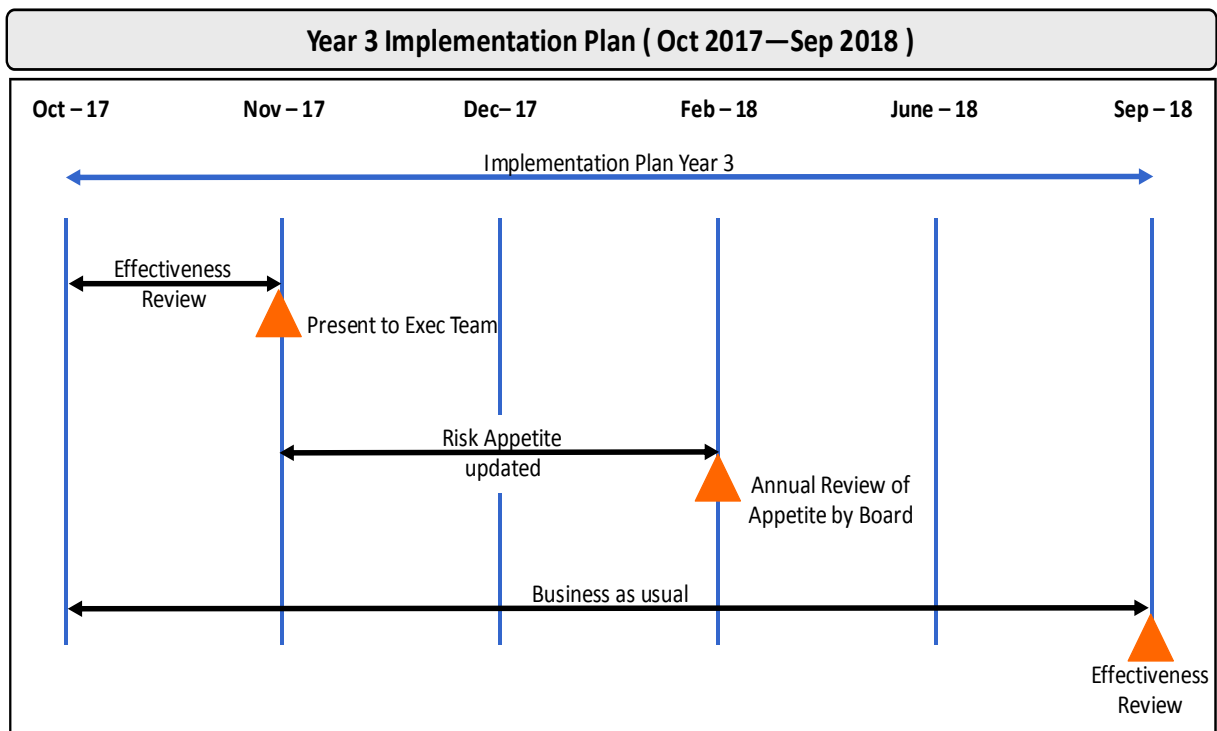 Year 3 Implementation Plan ( Oct 2017—Sep 2018 )
Oct – 17 Nov – 17 Dec– 17 Feb – 18 June – 18 Sep – 18
Implementation Plan Year 3
Effectiveness
Review
Present to Exec Team
Risk Appetite
updated
Annual Review of
Appetite by Board
Business as usual
Effectiveness
Review